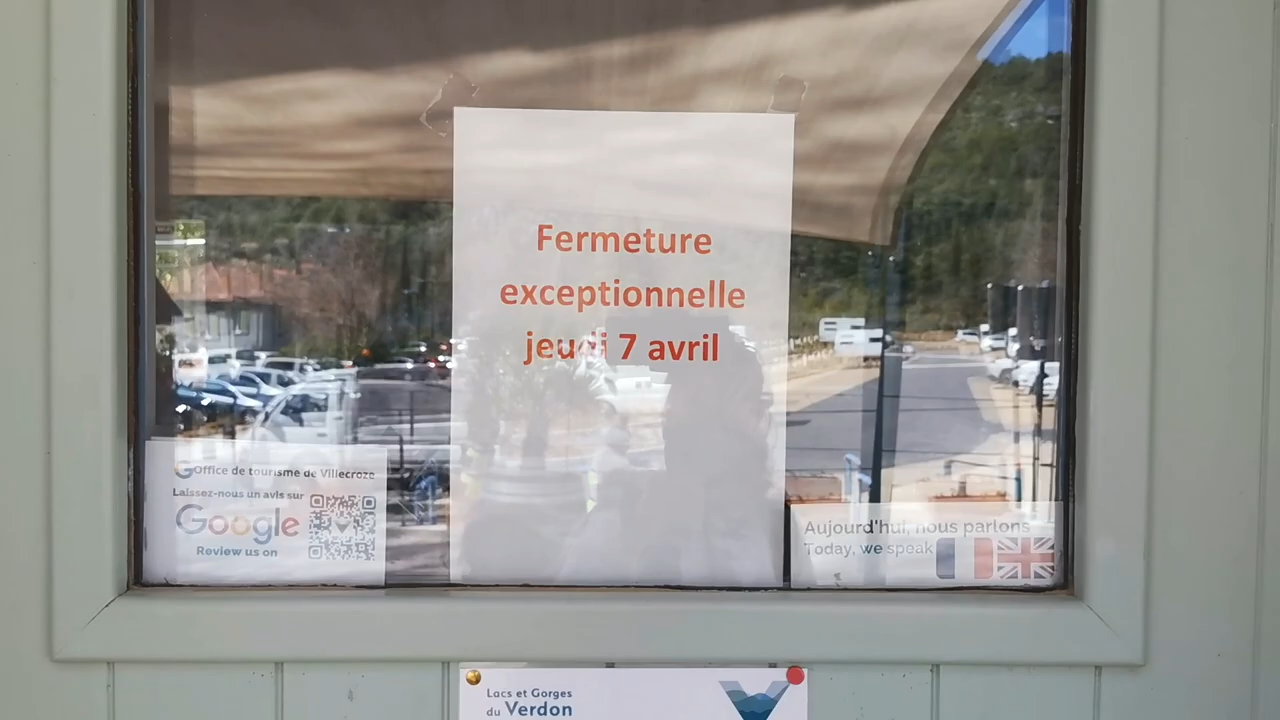 Fermeture
exceptionnelle
jeudi 7 avril
Office de tourisme de Villecroze
Laissez-nous un avis sur
Google
Review us on
Aujourd'hui, nous parlons
Today, we speak
Lacs et Gorges
du Verdon